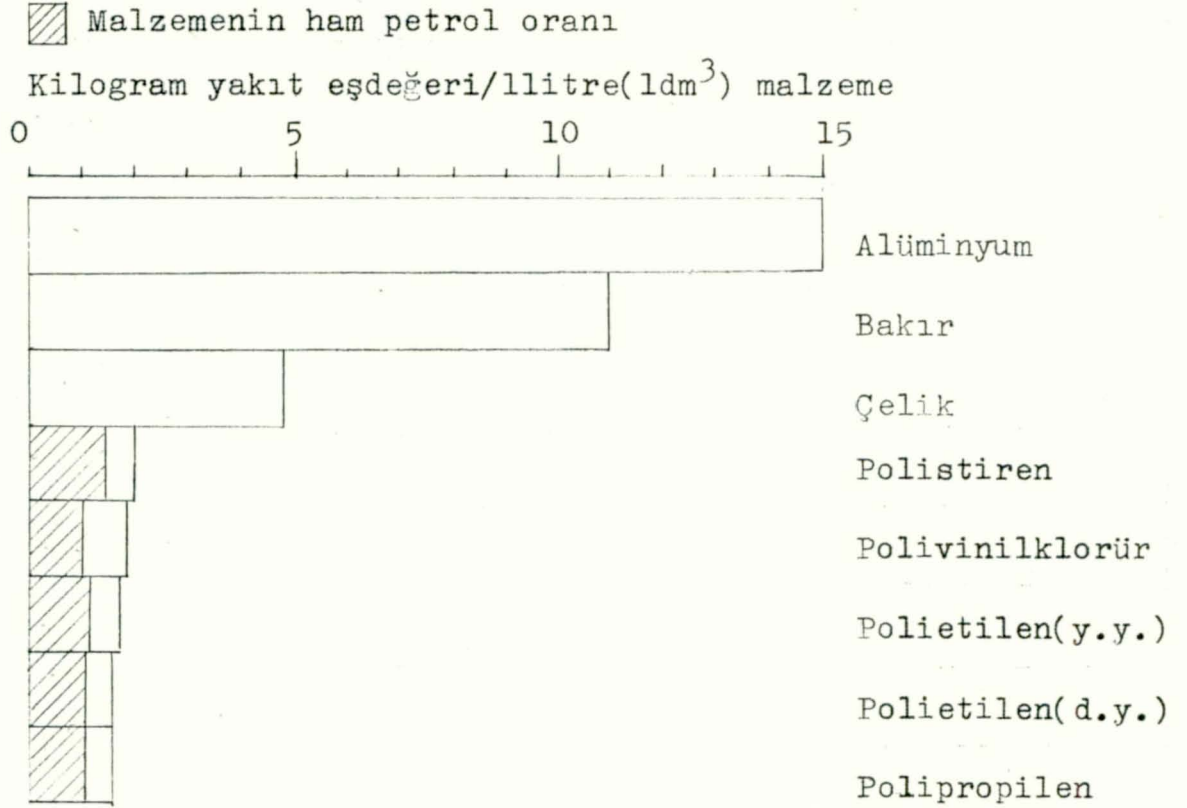 Malzemenin ham petrol oranı
Kilogram yakıt eşdeğeri/1litre(1dm³) malzeme
0 5 10 15
Alüminyum
Bakır
Çelik
Polistiren
Polivinilklorür
Polietilen(y.y.)
Polietilen(d.y.)
Polipropilen